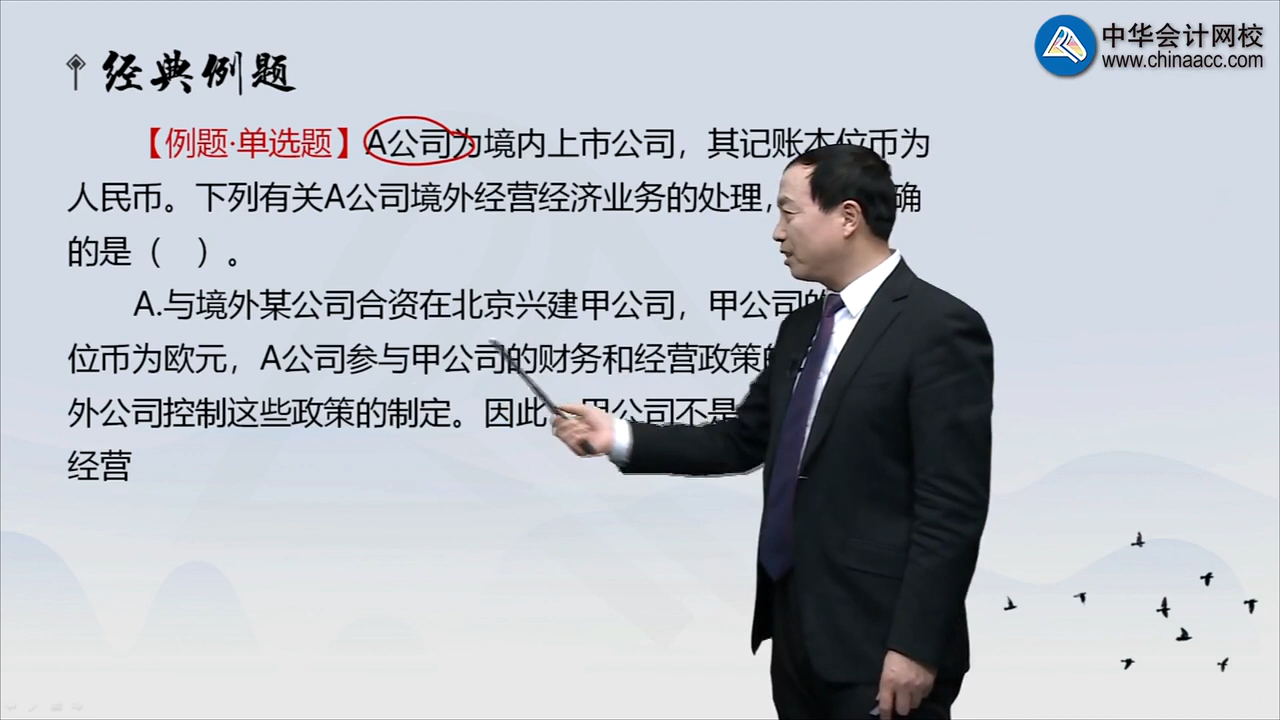 中华会计网校
www.chinaacc.com
经典例题
【例题·单选题】A公司为境内上市公司，其记账本位币为
人民币。下列有关A公司境外经营经济业务的处理，确
的是（ ）。
A.与境外某公司合资在北京兴建甲公司，甲公司的
位币为欧元，A公司参与甲公司的财务和经营政策的
外公司控制这些政策的制定。因此，甲公司不是
经营